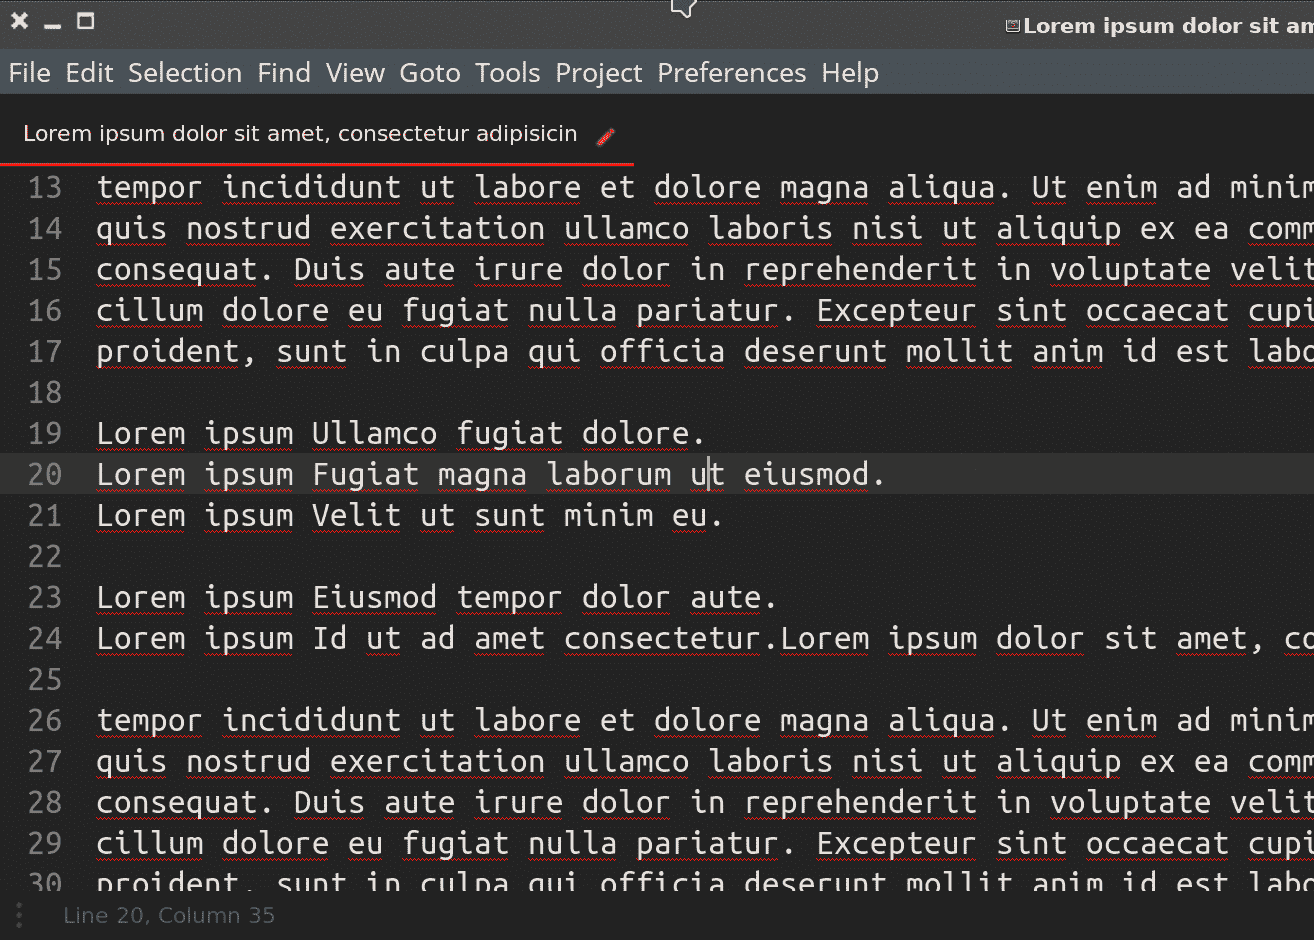 Lorem ipsum dolor sit am
File Edit Selection Find View Goto Tools Project Preferences Help
Lorem ipsum dolor sit amet, consectetur adipisicin
13 tempor incididunt ut labore et dolore magna aliqua. Ut enim ad minim
14 quis nostrud exercitation ullamco laboris nisi ut aliquip ex ea comm
15 consequat. Duis aute irure dolor in reprehenderit in voluptate velit
16 cillum dolore eu fugiat nulla pariatur. Excepteur sint occaecat cupi
17 proident, sunt in culpa qui officia deserunt mollit anim id est labo
18
19 Lorem ipsum Ullamco fugiat dolore.
20 Lorem ipsum Fugiat magna laborum ut eiusmod.
21 Lorem ipsum Velit ut sunt minim eu.
22
23 Lorem ipsum Eiusmod tempor dolor aute.
24 Lorem ipsum Id ut ad amet consectetur.Lorem ipsum dolor sit amet, co
25
26 tempor incididunt ut labore et dolore magna aliqua. Ut enim ad minim
27 quis nostrud exercitation ullamco laboris nisi ut aliquip ex ea comm
28 consequat. Duis aute irure dolor in reprehenderit in voluptate velit
29 cillum dolore eu fugiat nulla pariatur. Excepteur sint occaecat cupi
30 proident, sunt in culpa qui officia deserunt mollit anim id est labo
Line 20, Column 35